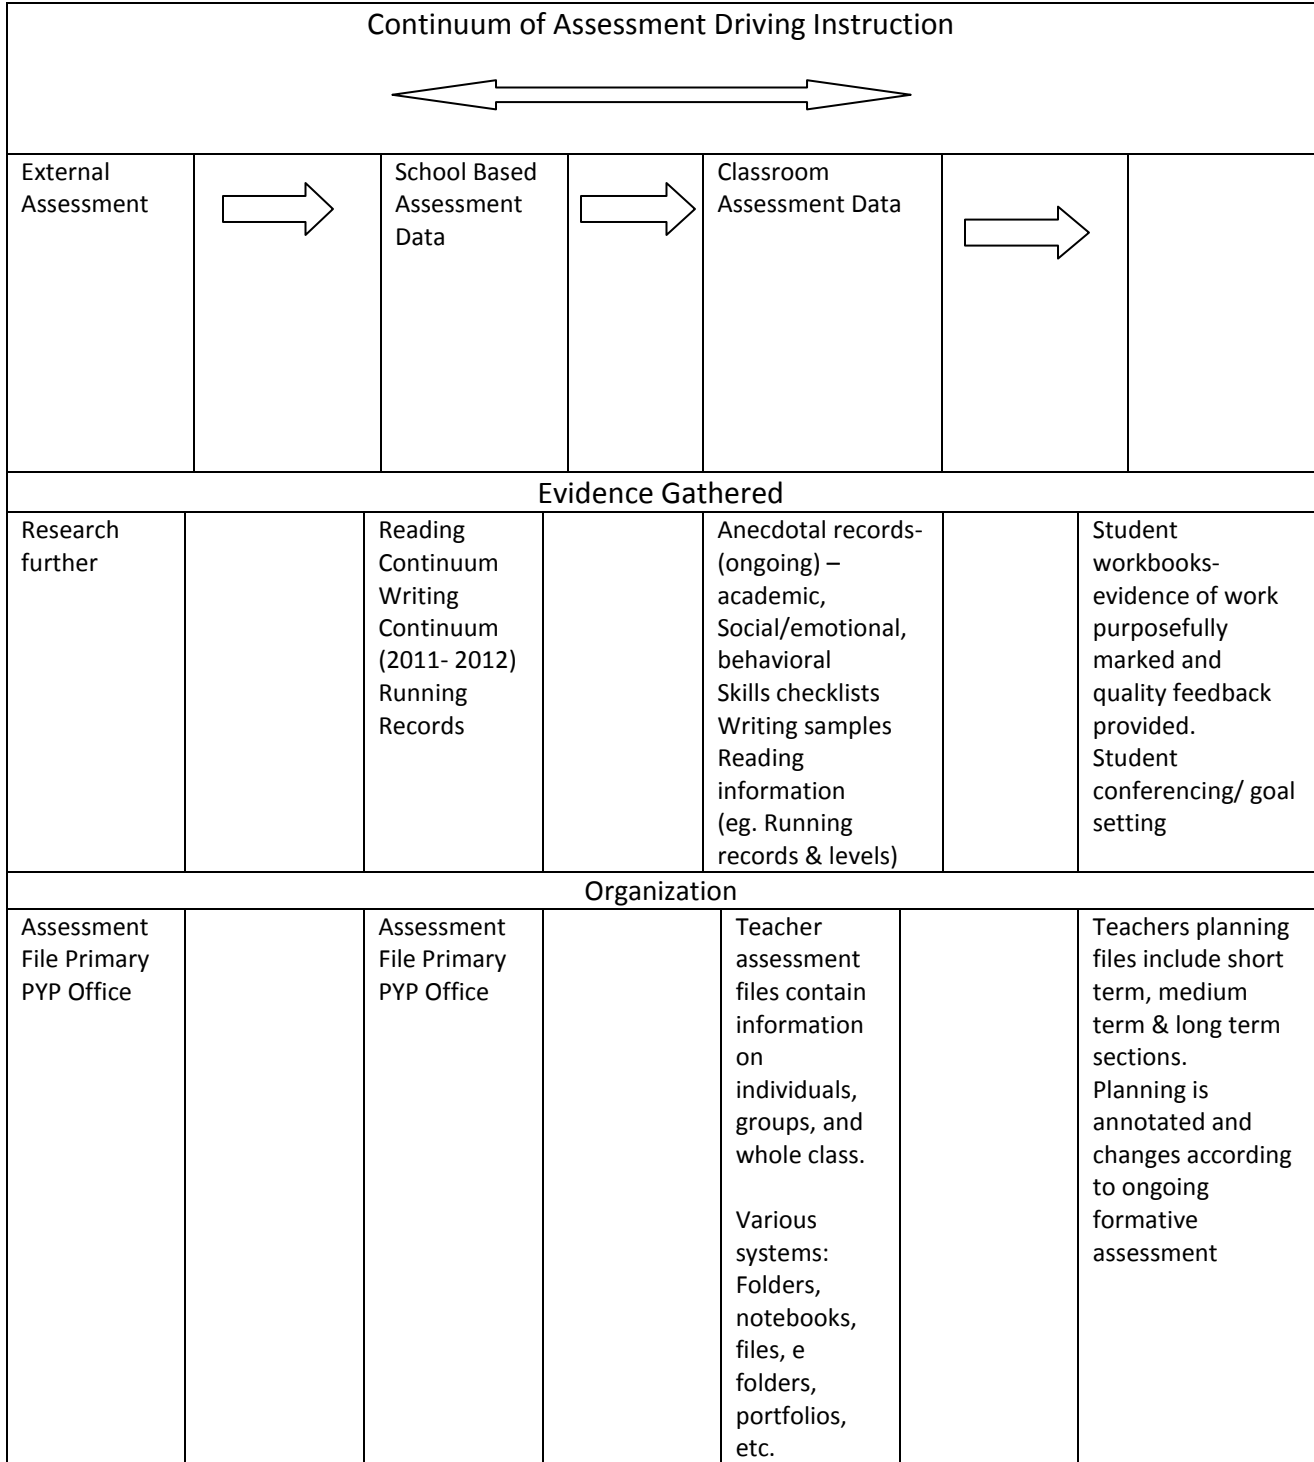 Continuum of Assessment Driving Instruction
External
Assessment
School Based
Assessment
Data
Classroom
Assessment Data
Evidence Gathered
Research
further
Reading
Continuum
Writing
Continuum
(2011- 2012)
Running
Records
Anecdotal records-
(ongoing) –
academic,
Social/emotional,
behavioral
Skills checklists
Writing samples
Reading
information
(eg. Running
records & levels)
Student
workbooks-
evidence of work
purposefully
marked and
quality feedback
provided.
Student
conferencing/ goal
setting
Organization
Assessment
File Primary
PYP Office
Assessment
File Primary
PYP Office
Teacher
assessment
files contain
information
on
individuals,
groups, and
whole class.
Various
systems:
Folders,
notebooks,
files, e
folders,
portfolios,
etc.
Teachers planning
files include short
term, medium
term & long term
sections.
Planning is
annotated and
changes according
to ongoing
formative
assessment